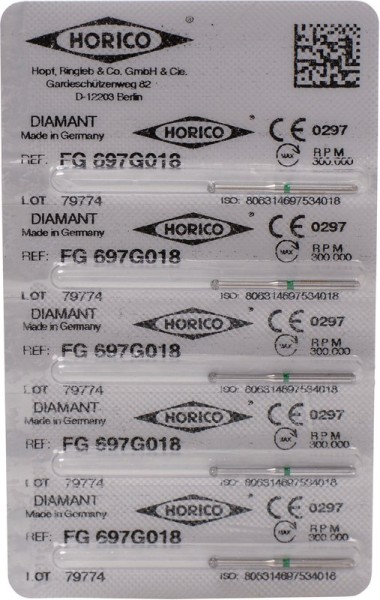 HORICO ®
Hopf, Ringleb & Co. GmbH & Cie.
Gardeschützenweg 82
D-12203 Berlin
DIAMANT
Made in Germany
HORICO ®
CE 0297
REF: FG 697G018
MAX
RPM
300.000
LOT 79774
ISO: 806314697534018
DIAMANT
Made in Germany
HORICO ®
CE 0297
REF: FG 697G018
MAX
RPM
300.000
LOT 79774
ISO: 806314697534018
DIAMANT
Made in Germany
HORICO ®
CE 0297
REF: FG 697G018
MAX
RPM
300.000
LOT 79774
ISO: 806314697534018
DIAMANT
Made in Germany
HORICO ®
CE 0297
REF: FG 697G018
MAX
RPM
300.000
LOT 79774
ISO: 806314697534018
DIAMANT
Made in Germany
HORICO ®
CE 0297
REF: FG 697G018
MAX
RPM
300.000
LOT 79774
ISO: 806314697534018